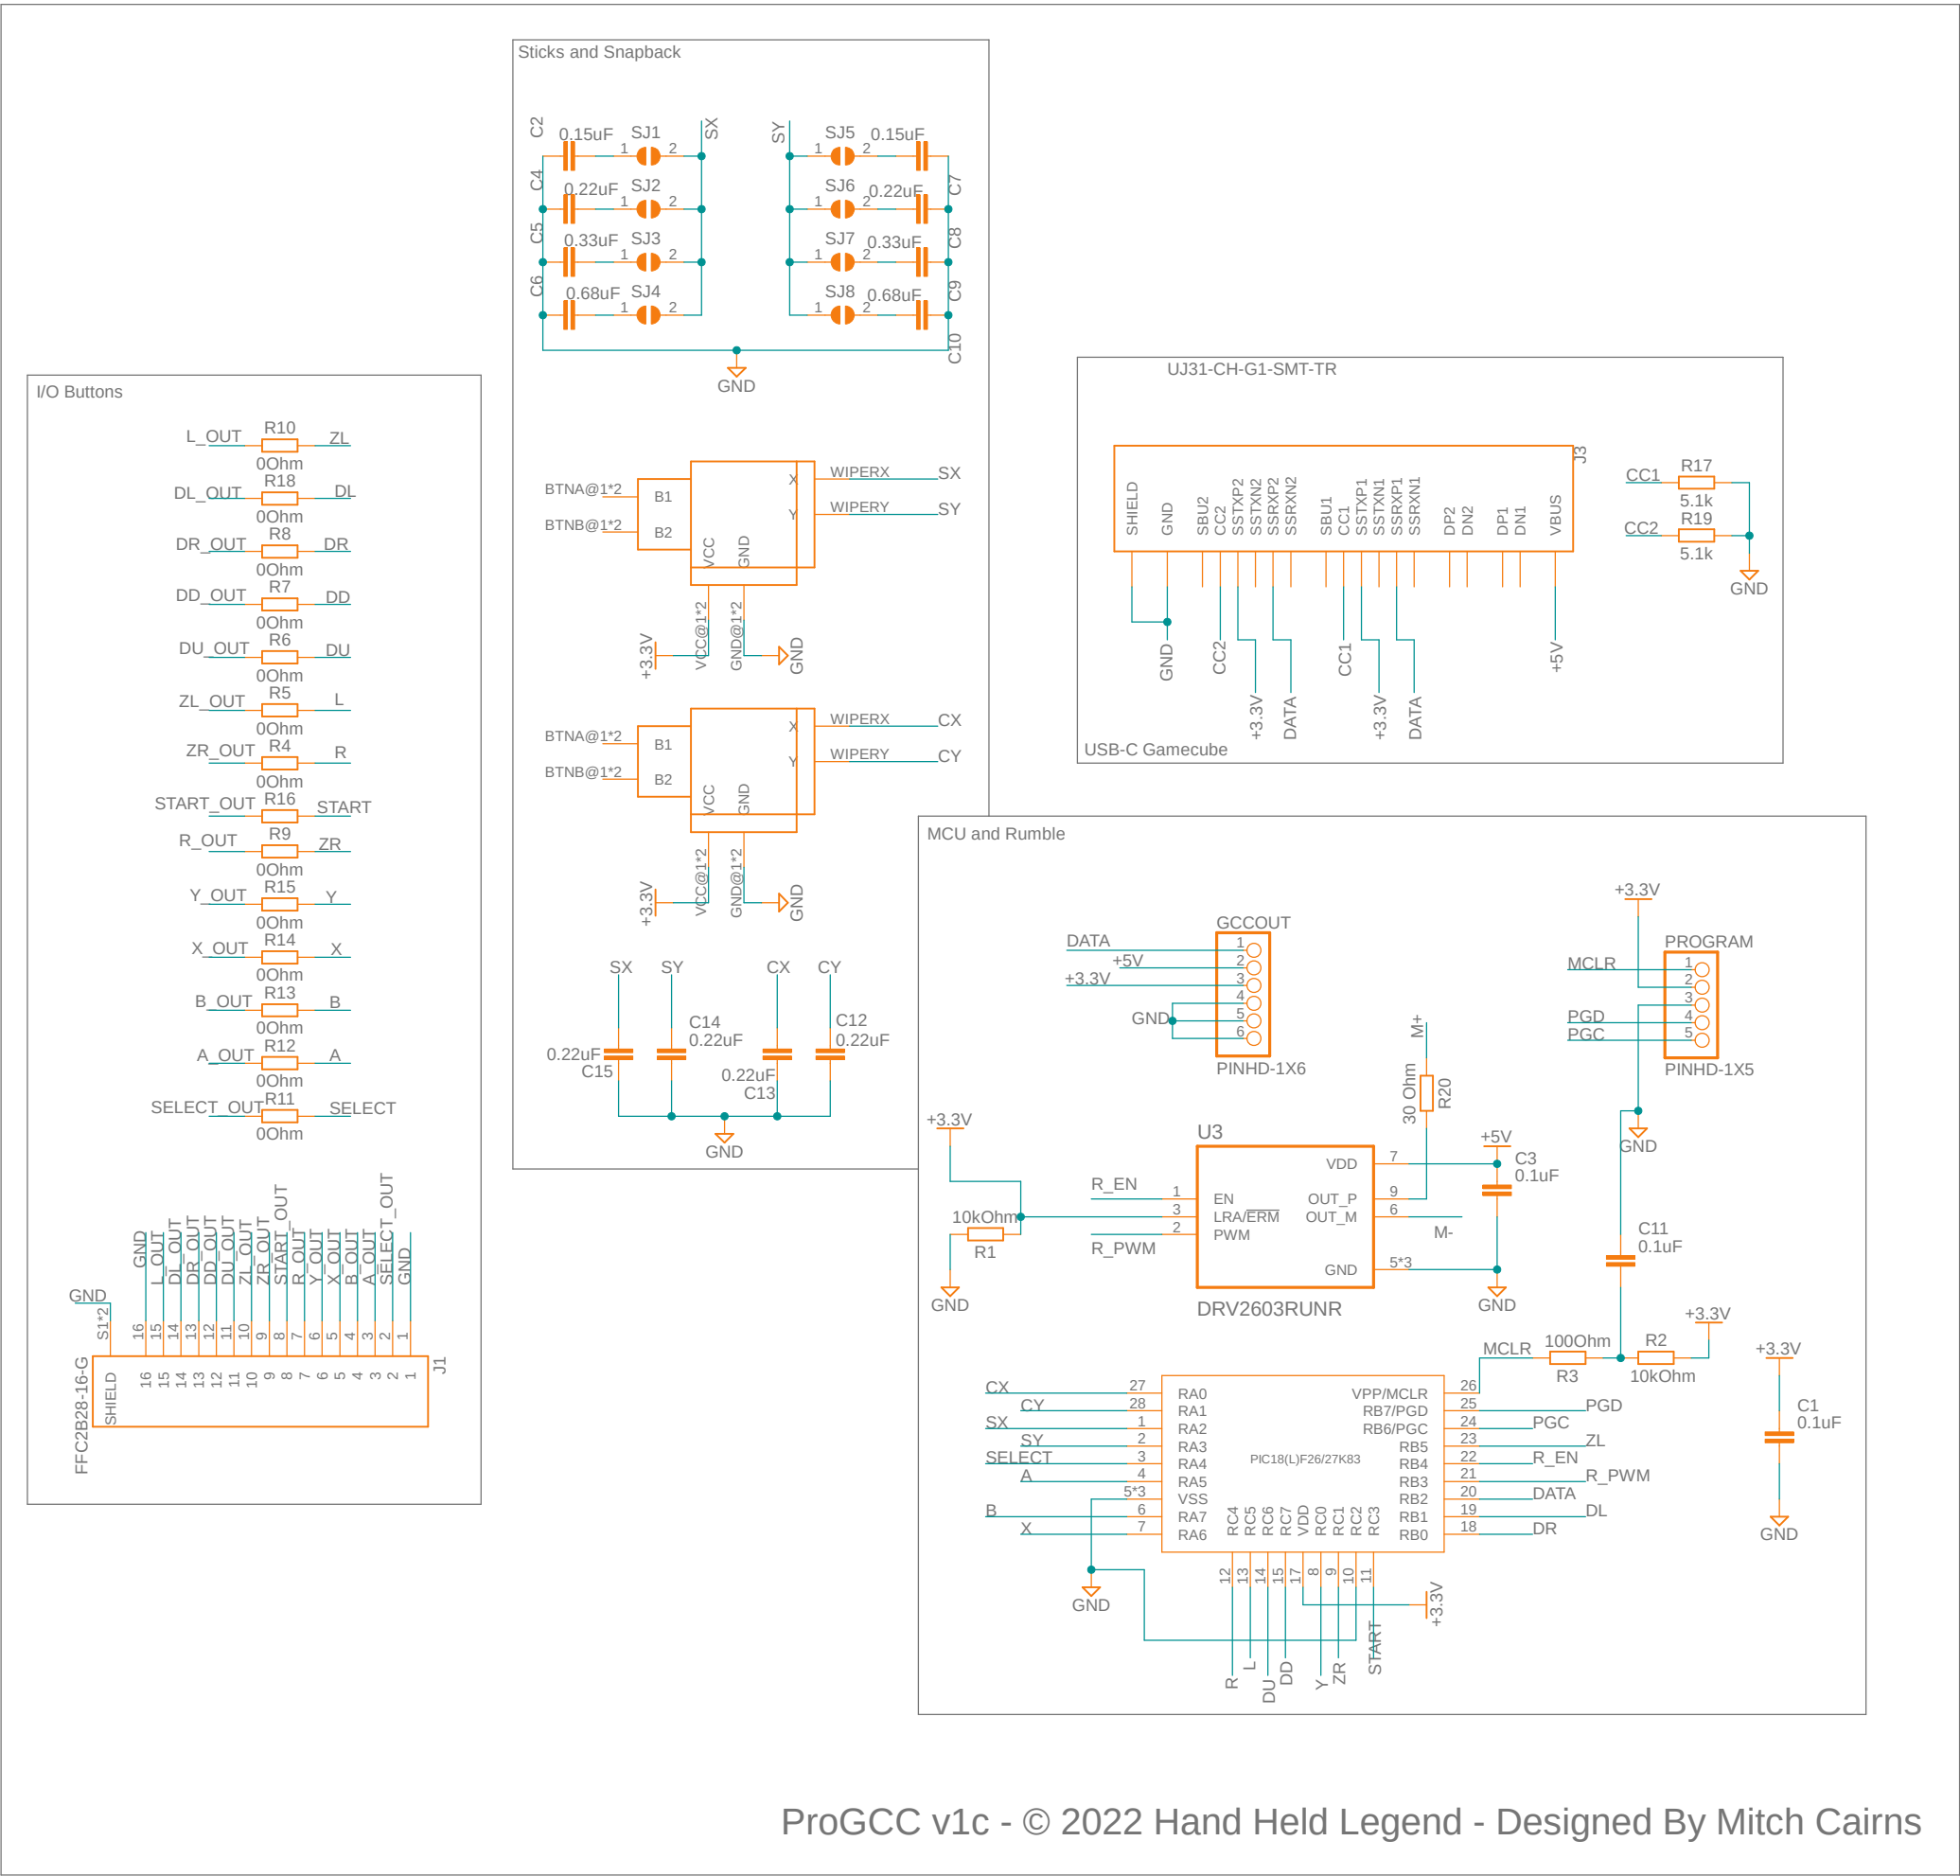 Sticks and Snapback
C2
0.15uF
SJ1
1
2
SX
C4
0.22uF
SJ2
1
2
C5
0.33uF
SJ3
1
2
C6
0.68uF
SJ4
1
2
SY
SJ5
0.15uF
1
2
C7
SJ6
0.22uF
1
2
C8
SJ7
0.33uF
1
2
C9
SJ8
0.68uF
1
2
C10
GND
BTNA@1*2
B1
BTNB@1*2
B2
X
WIPERX
SX
Y
WIPERY
SY
VCC
GND
VCC@1*2
GND@1*2
+3.3V
GND
BTNA@1*2
B1
BTNB@1*2
B2
X
WIPERX
CX
Y
WIPERY
CY
VCC
GND
VCC@1*2
GND@1*2
+3.3V
GND
SX
SY
CX
CY
0.22uF
C15
C14
0.22uF
0.22uF
C13
C12
0.22uF
GND
I/O Buttons
L_OUT
R10
ZL
0Ohm
DL_OUT
R18
DL
0Ohm
DR_OUT
R8
DR
0Ohm
DD_OUT
R7
DD
0Ohm
DU_OUT
R6
DU
0Ohm
ZL_OUT
R5
L
0Ohm
ZR_OUT
R4
R
0Ohm
START_OUT
R16
START
R_OUT
R9
ZR
0Ohm
Y_OUT
R15
Y
0Ohm
X_OUT
R14
X
0Ohm
B_OUT
R13
B
0Ohm
A_OUT
R12
A
0Ohm
SELECT_OUT
R11
SELECT
0Ohm
GND
S1*2
GND
L_OUT
DL_OUT
DR_OUT
DD_OUT
DU_OUT
ZL_OUT
ZR_OUT
START_OUT
R_OUT
Y_OUT
X_OUT
B_OUT
A_OUT
SELECT_OUT
GND
16
15
14
13
12
11
10
9
8
7
6
5
4
3
2
1
SHIELD
16
15
14
13
12
11
10
9
8
7
6
5
4
3
2
1
J1
FFC2B28-16-G
UJ31-CH-G1-SMT-TR
J3
SHIELD
GND
SBU2
CC2
SSTXP2
SSTXN2
SSRXP2
SSRXN2
SBU1
CC1
SSTXP1
SSTXN1
SSRXP1
SSRXN1
DP2
DN2
DP1
DN1
VBUS
GND
CC2
+3.3V
DATA
CC1
+3.3V
DATA
+5V
CC1
R17
5.1k
CC2
R19
5.1k
GND
USB-C Gamecube
MCU and Rumble
GCCOUT
DATA
1
+5V
2
+3.3V
3
4
GND
5
6
PINHD-1X6
+3.3V
PROGRAM
MCLR
1
2
3
PGD
4
PGC
5
PINHD-1X5
GND
M+
30 Ohm
R20
+3.3V
10kOhm
R1
GND
U3
R_EN
1
EN
3
LRA/ERM
2
PWM
R_PWM
VDD
7
OUT_P
9
OUT_M
6
M-
GND
5*3
DRV2603RUNR
+5V
C3
0.1uF
GND
C11
0.1uF
+3.3V
MCLR
100Ohm
R3
R2
10kOhm
+3.3V
C1
0.1uF
GND
CX
27
RA0
CY
28
RA1
SX
1
RA2
SY
2
RA3
SELECT
3
RA4
A
4
RA5
5*3
VSS
B
6
RA7
X
7
RA6
PIC18(L)F26/27K83
VPP/MCLR
26
RB7/PGD
25
PGD
RB6/PGC
24
PGC
RB5
23
ZL
RB4
22
R_EN
RB3
21
R_PWM
RB2
20
DATA
RB1
19
DL
RB0
18
DR
RC4
RC5
RC6
RC7
VDD
RC0
RC1
RC2
RC3
12
13
14
15
17
8
9
10
11
R
L
DU
DD
Y
ZR
START
+3.3V
GND
ProGCC v1c - © 2022 Hand Held Legend - Designed By Mitch Cairns